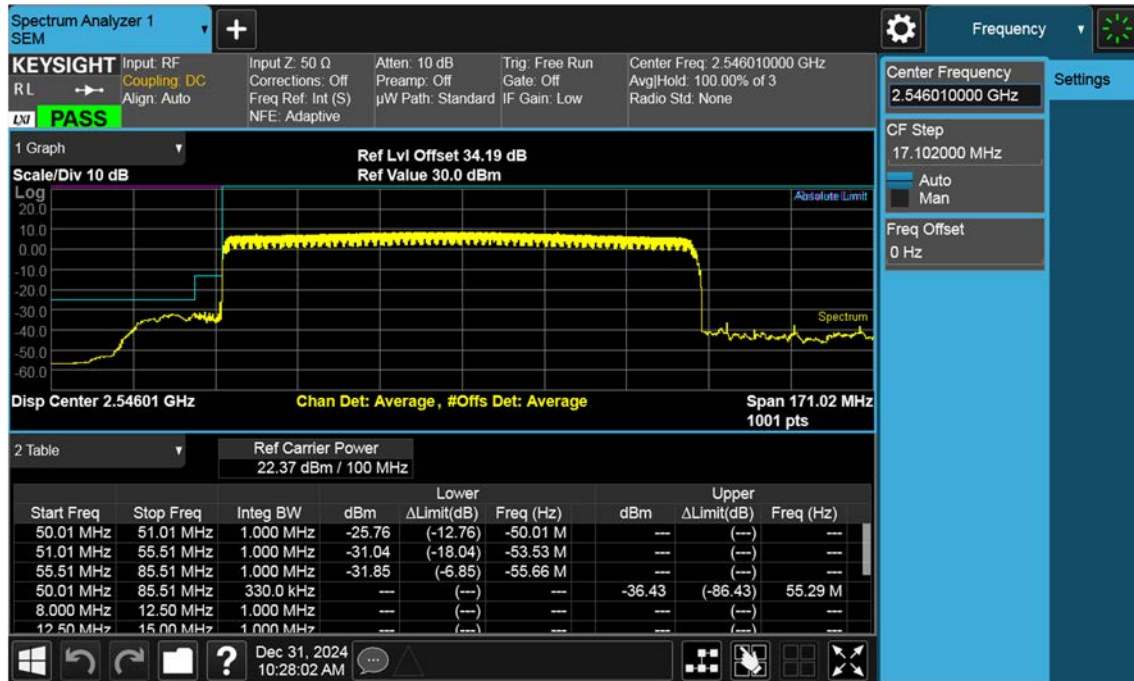 Spectrum Analyzer 1
SEM
Frequency
KEYSIGHT
R L
LXI
PASS
Input: RF
Coupling: DC
Align: Auto
Input Z: 50 Ω
Corrections: Off
Freq Ref: Int (S)
NFE: Adaptive
Atten: 10 dB
Preamp: Off
µW Path: Standard
Trig: Free Run
Gate: Off
IF Gain: Low
Center Freq: 2.546010000 GHz
Avg|Hold: 100.00% of 3
Radio Std: None
Center Frequency
2.546010000 GHz
Settings
CF Step
17.102000 MHz
Auto
Man
Freq Offset
0 Hz
1 Graph
Scale/Div 10 dB
Ref Lvl Offset 34.19 dB
Ref Value 30.0 dBm
Log
Absolute Limit
20.0
10.0
0.00
-10.0
-20.0
-30.0
-40.0
-50.0
-60.0
Spectrum
Disp Center 2.54601 GHz
Chan Det: Average, #Offs Det: Average
Span 171.02 MHz
1001 pts
2 Table
Ref Carrier Power
22.37 dBm / 100 MHz
Lower Upper
Start Freq Stop Freq Integ BW dBm ΔLimit(dB) Freq (Hz) dBm ΔLimit(dB) Freq (Hz)
50.01 MHz 51.01 MHz 1.000 MHz -25.76 (-12.76) -50.01 M --- (---) ---
51.01 MHz 55.51 MHz 1.000 MHz -31.04 (-18.04) -53.53 M --- (---) ---
55.51 MHz 85.51 MHz 1.000 MHz -31.85 (-6.85) -55.66 M --- (---) ---
50.01 MHz 85.51 MHz 330.0 kHz --- (---) --- -36.43 (-86.43) 55.29 M
8.000 MHz 12.50 MHz 1.000 MHz --- (---) --- --- (---) ---
12.50 MHz 15.00 MHz 1.000 MHz --- (---) --- --- (---) ---
?
Dec 31, 2024
10:28:02 AM